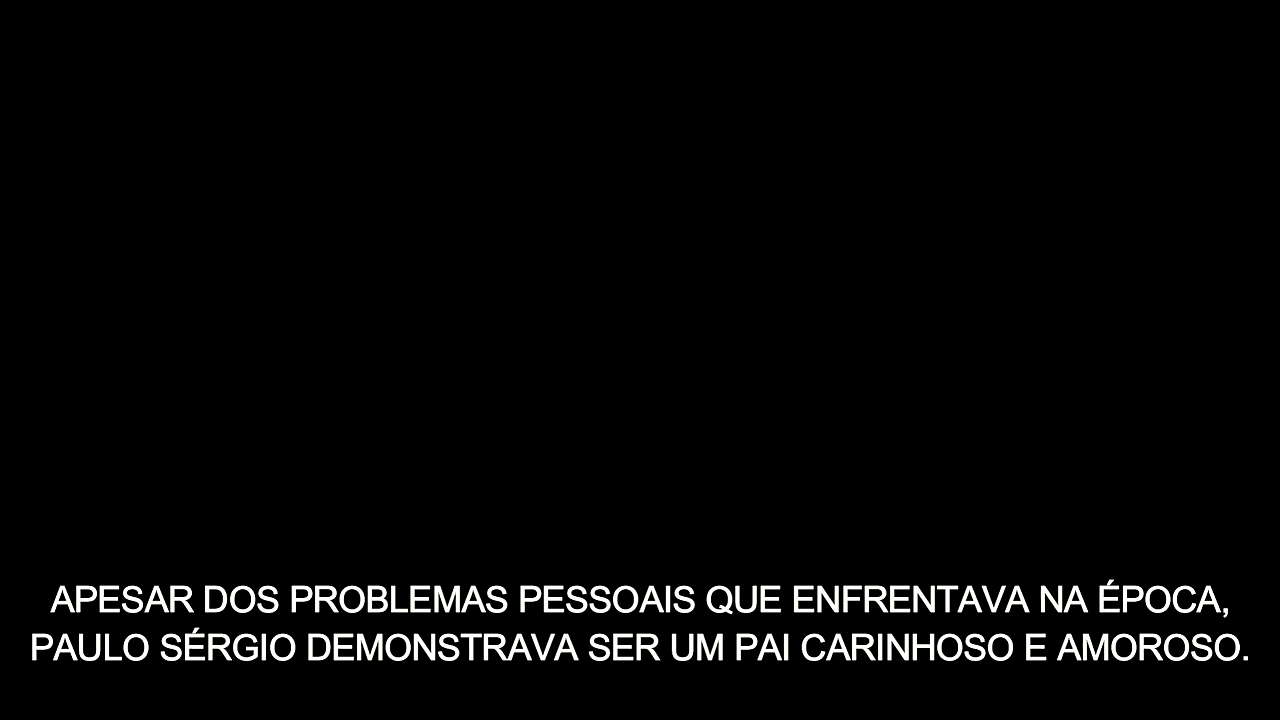 APESAR DOS PROBLEMAS PESSOAIS QUE ENFRENTAVA NA ÉPOCA,
PAULO SÉRGIO DEMONSTRAVA SER UM PAI CARINHOSO E AMOROSO.